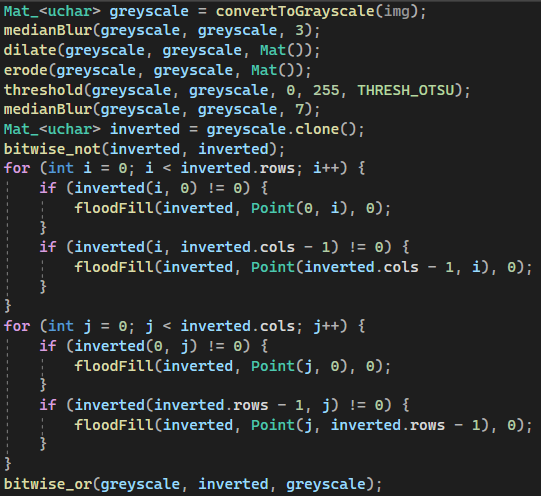 Mat_<uchar> greyscale = convertToGrayscale(img);
medianBlur(greyscale, greyscale, 3);
dilate(greyscale, greyscale, Mat());
erode(greyscale, greyscale, Mat());
threshold(greyscale, greyscale, 0, 255, THRESH_OTSU);
medianBlur(greyscale, greyscale, 7);
Mat_<uchar> inverted = greyscale.clone();
bitwise_not(inverted, inverted);
for (int i = 0; i < inverted.rows; i++) {
    if (inverted(i, 0) != 0) {
        floodFill(inverted, Point(0, i), 0);
    }
    if (inverted(i, inverted.cols - 1) != 0) {
        floodFill(inverted, Point(inverted.cols - 1, i), 0);
    }
}
for (int j = 0; j < inverted.cols; j++) {
    if (inverted(0, j) != 0) {
        floodFill(inverted, Point(j, 0), 0);
    }
    if (inverted(inverted.rows - 1, j) != 0) {
        floodFill(inverted, Point(j, inverted.rows - 1), 0);
    }
}
bitwise_or(greyscale, inverted, greyscale);